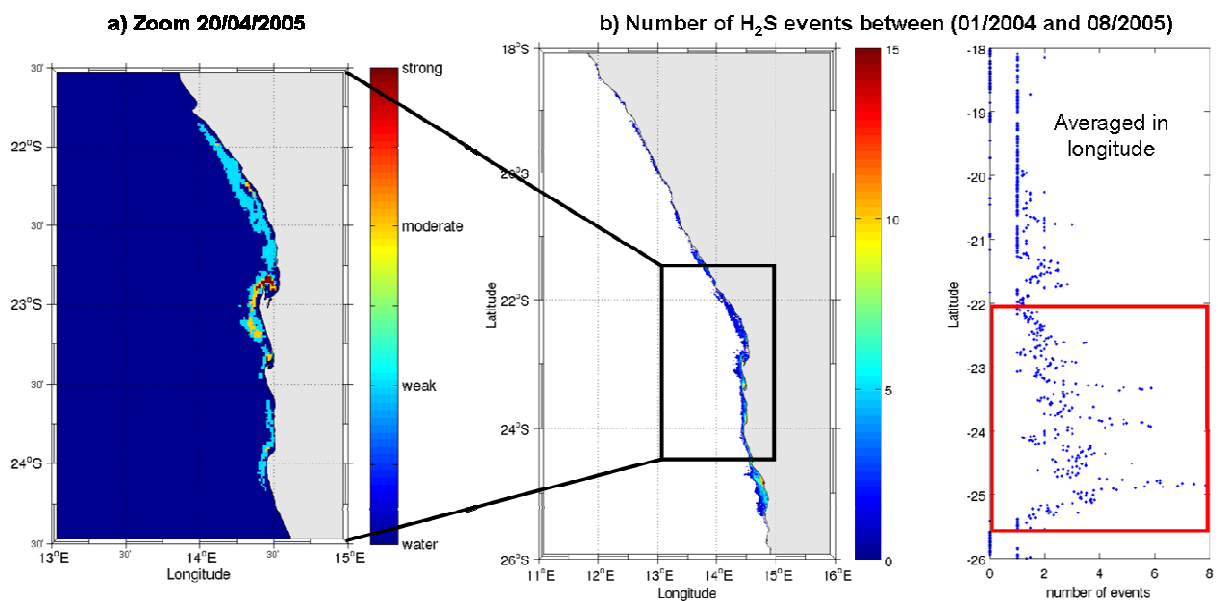 a) Zoom 20/04/2005
b) Number of H₂S events between (01/2004 and 08/2005)
30'
22°S
30'
23°S
30'
24°S
30'
13°E
30'
14°E
30'
15°E
Longitude
strong
moderate
weak
water
18°S
20°S
22°S
24°S
26°S
Latitude
11°E
12°E
13°E
14°E
15°E
16°E
Longitude
15
10
5
0
-18
-19
-20
-21
-22
-23
-24
-25
-26
Latitude
Averaged in
longitude
0
2
4
6
8
number of events